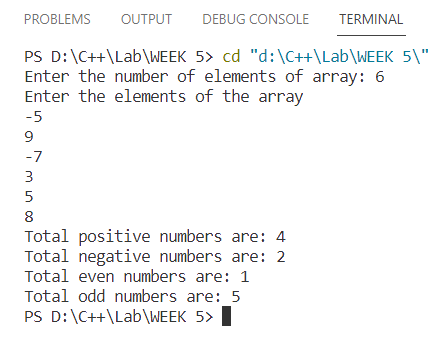 PROBLEMS OUTPUT DEBUG CONSOLE TERMINAL
PS D:\C++\Lab\WEEK 5> cd "d:\C++\Lab\WEEK 5\"
Enter the number of elements of array: 6
Enter the elements of the array
-5
9
-7
3
5
8
Total positive numbers are: 4
Total negative numbers are: 2
Total even numbers are: 1
Total odd numbers are: 5
PS D:\C++\Lab\WEEK 5>